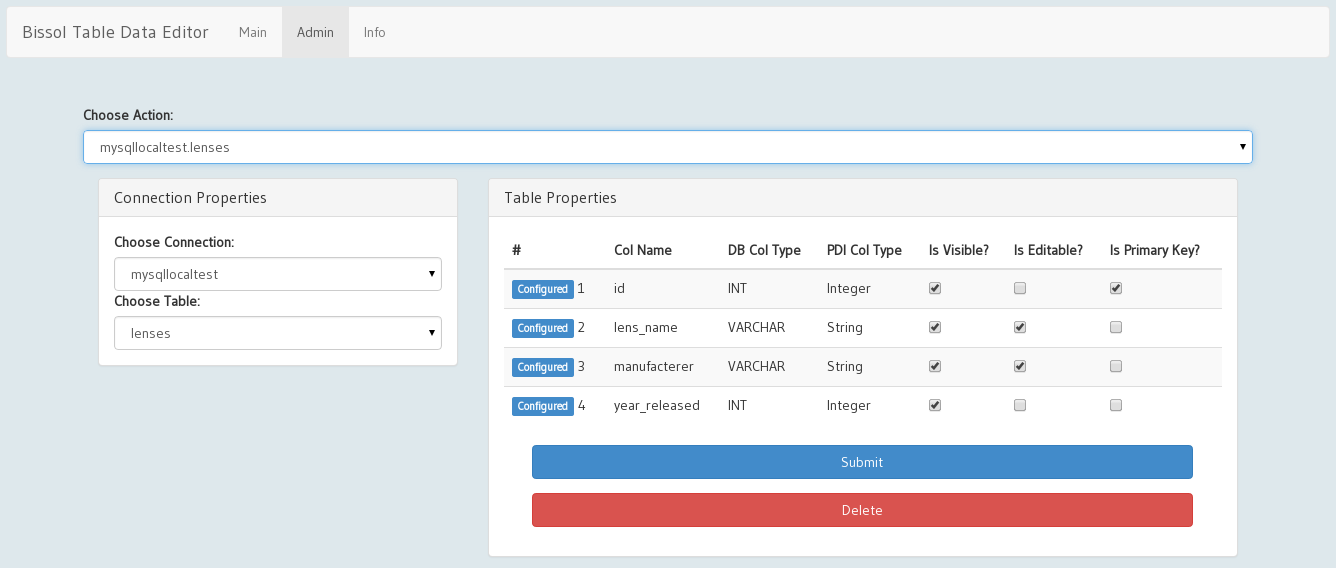 Bissol Table Data Editor Main Admin Info
Choose Action:
mysqllocaltest.lenses
Connection Properties
Choose Connection:
mysqllocaltest
Choose Table:
lenses
Table Properties
# Col Name DB Col Type PDI Col Type Is Visible? Is Editable? Is Primary Key?
Configured 1 id INT Integer
Configured 2 lens_name VARCHAR String
Configured 3 manufacterer VARCHAR String
Configured 4 year_released INT Integer
Submit
Delete